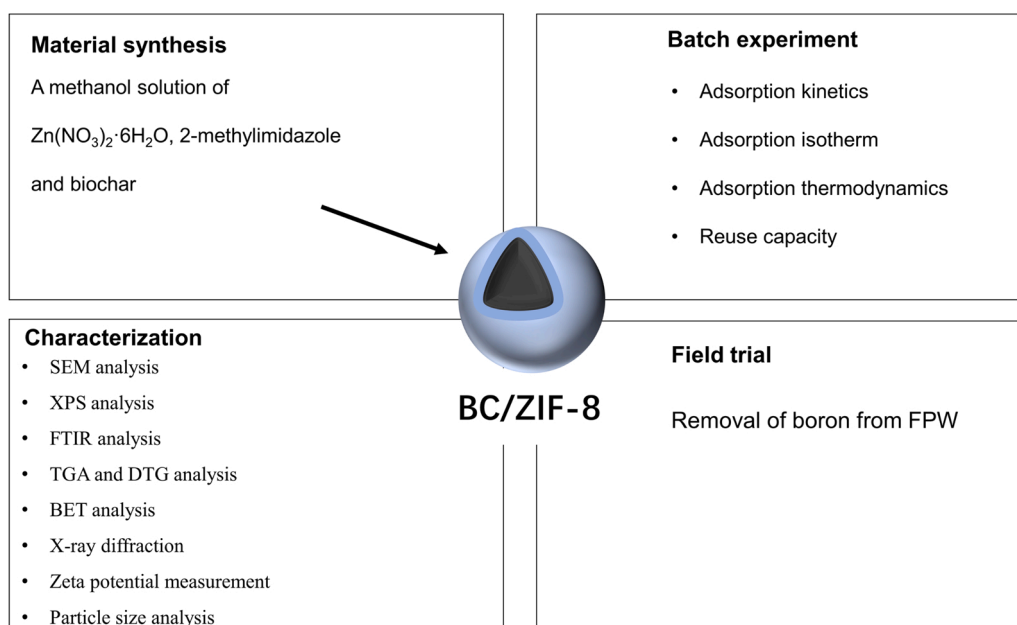 Material synthesis
A methanol solution of
Zn(NO₃)₂·6H₂O, 2-methylimidazole
and biochar
Batch experiment
• Adsorption kinetics
• Adsorption isotherm
• Adsorption thermodynamics
• Reuse capacity
BC/ZIF-8
Characterization
• SEM analysis
• XPS analysis
• FTIR analysis
• TGA and DTG analysis
• BET analysis
• X-ray diffraction
• Zeta potential measurement
• Particle size analysis
Field trial
Removal of boron from FPW